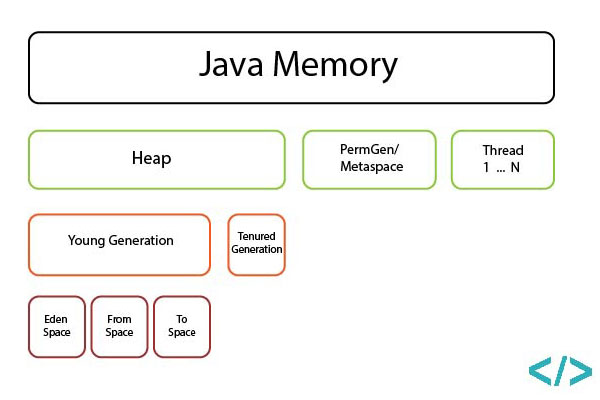 Java Memory
Heap
PermGen/
Metaspace
Thread
1 ... N
Young Generation
Tenured
Generation
Eden
Space
From
Space
To
Space
</>